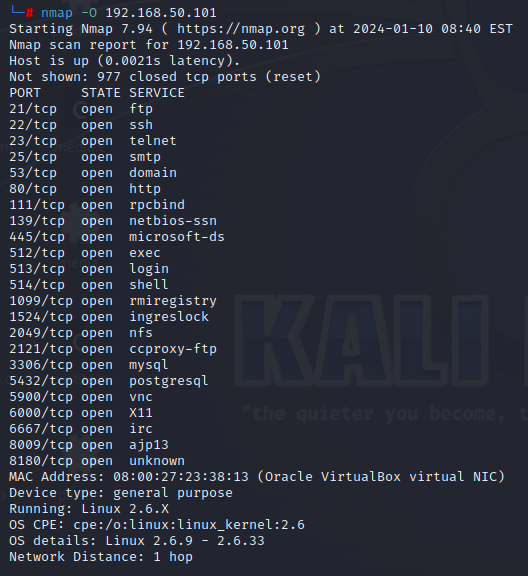 └─# nmap -O 192.168.50.101
Starting Nmap 7.94 ( https://nmap.org ) at 2024-01-10 08:40 EST
Nmap scan report for 192.168.50.101
Host is up (0.0021s latency).
Not shown: 977 closed tcp ports (reset)
PORT     STATE SERVICE
21/tcp   open  ftp
22/tcp   open  ssh
23/tcp   open  telnet
25/tcp   open  smtp
53/tcp   open  domain
80/tcp   open  http
111/tcp  open  rpcbind
139/tcp  open  netbios-ssn
445/tcp  open  microsoft-ds
512/tcp  open  exec
513/tcp  open  login
514/tcp  open  shell
1099/tcp open  rmiregistry
1524/tcp open  ingreslock
2049/tcp open  nfs
2121/tcp open  ccproxy-ftp
3306/tcp open  mysql
5432/tcp open  postgresql
5900/tcp open  vnc
6000/tcp open  X11
6667/tcp open  irc
8009/tcp open  ajp13
8180/tcp open  unknown
MAC Address: 08:00:27:23:38:13 (Oracle VirtualBox virtual NIC)
Device type: general purpose
Running: Linux 2.6.X
OS CPE: cpe:/o:linux:linux_kernel:2.6
OS details: Linux 2.6.9 - 2.6.33
Network Distance: 1 hop
KALI
"the quieter you become, t